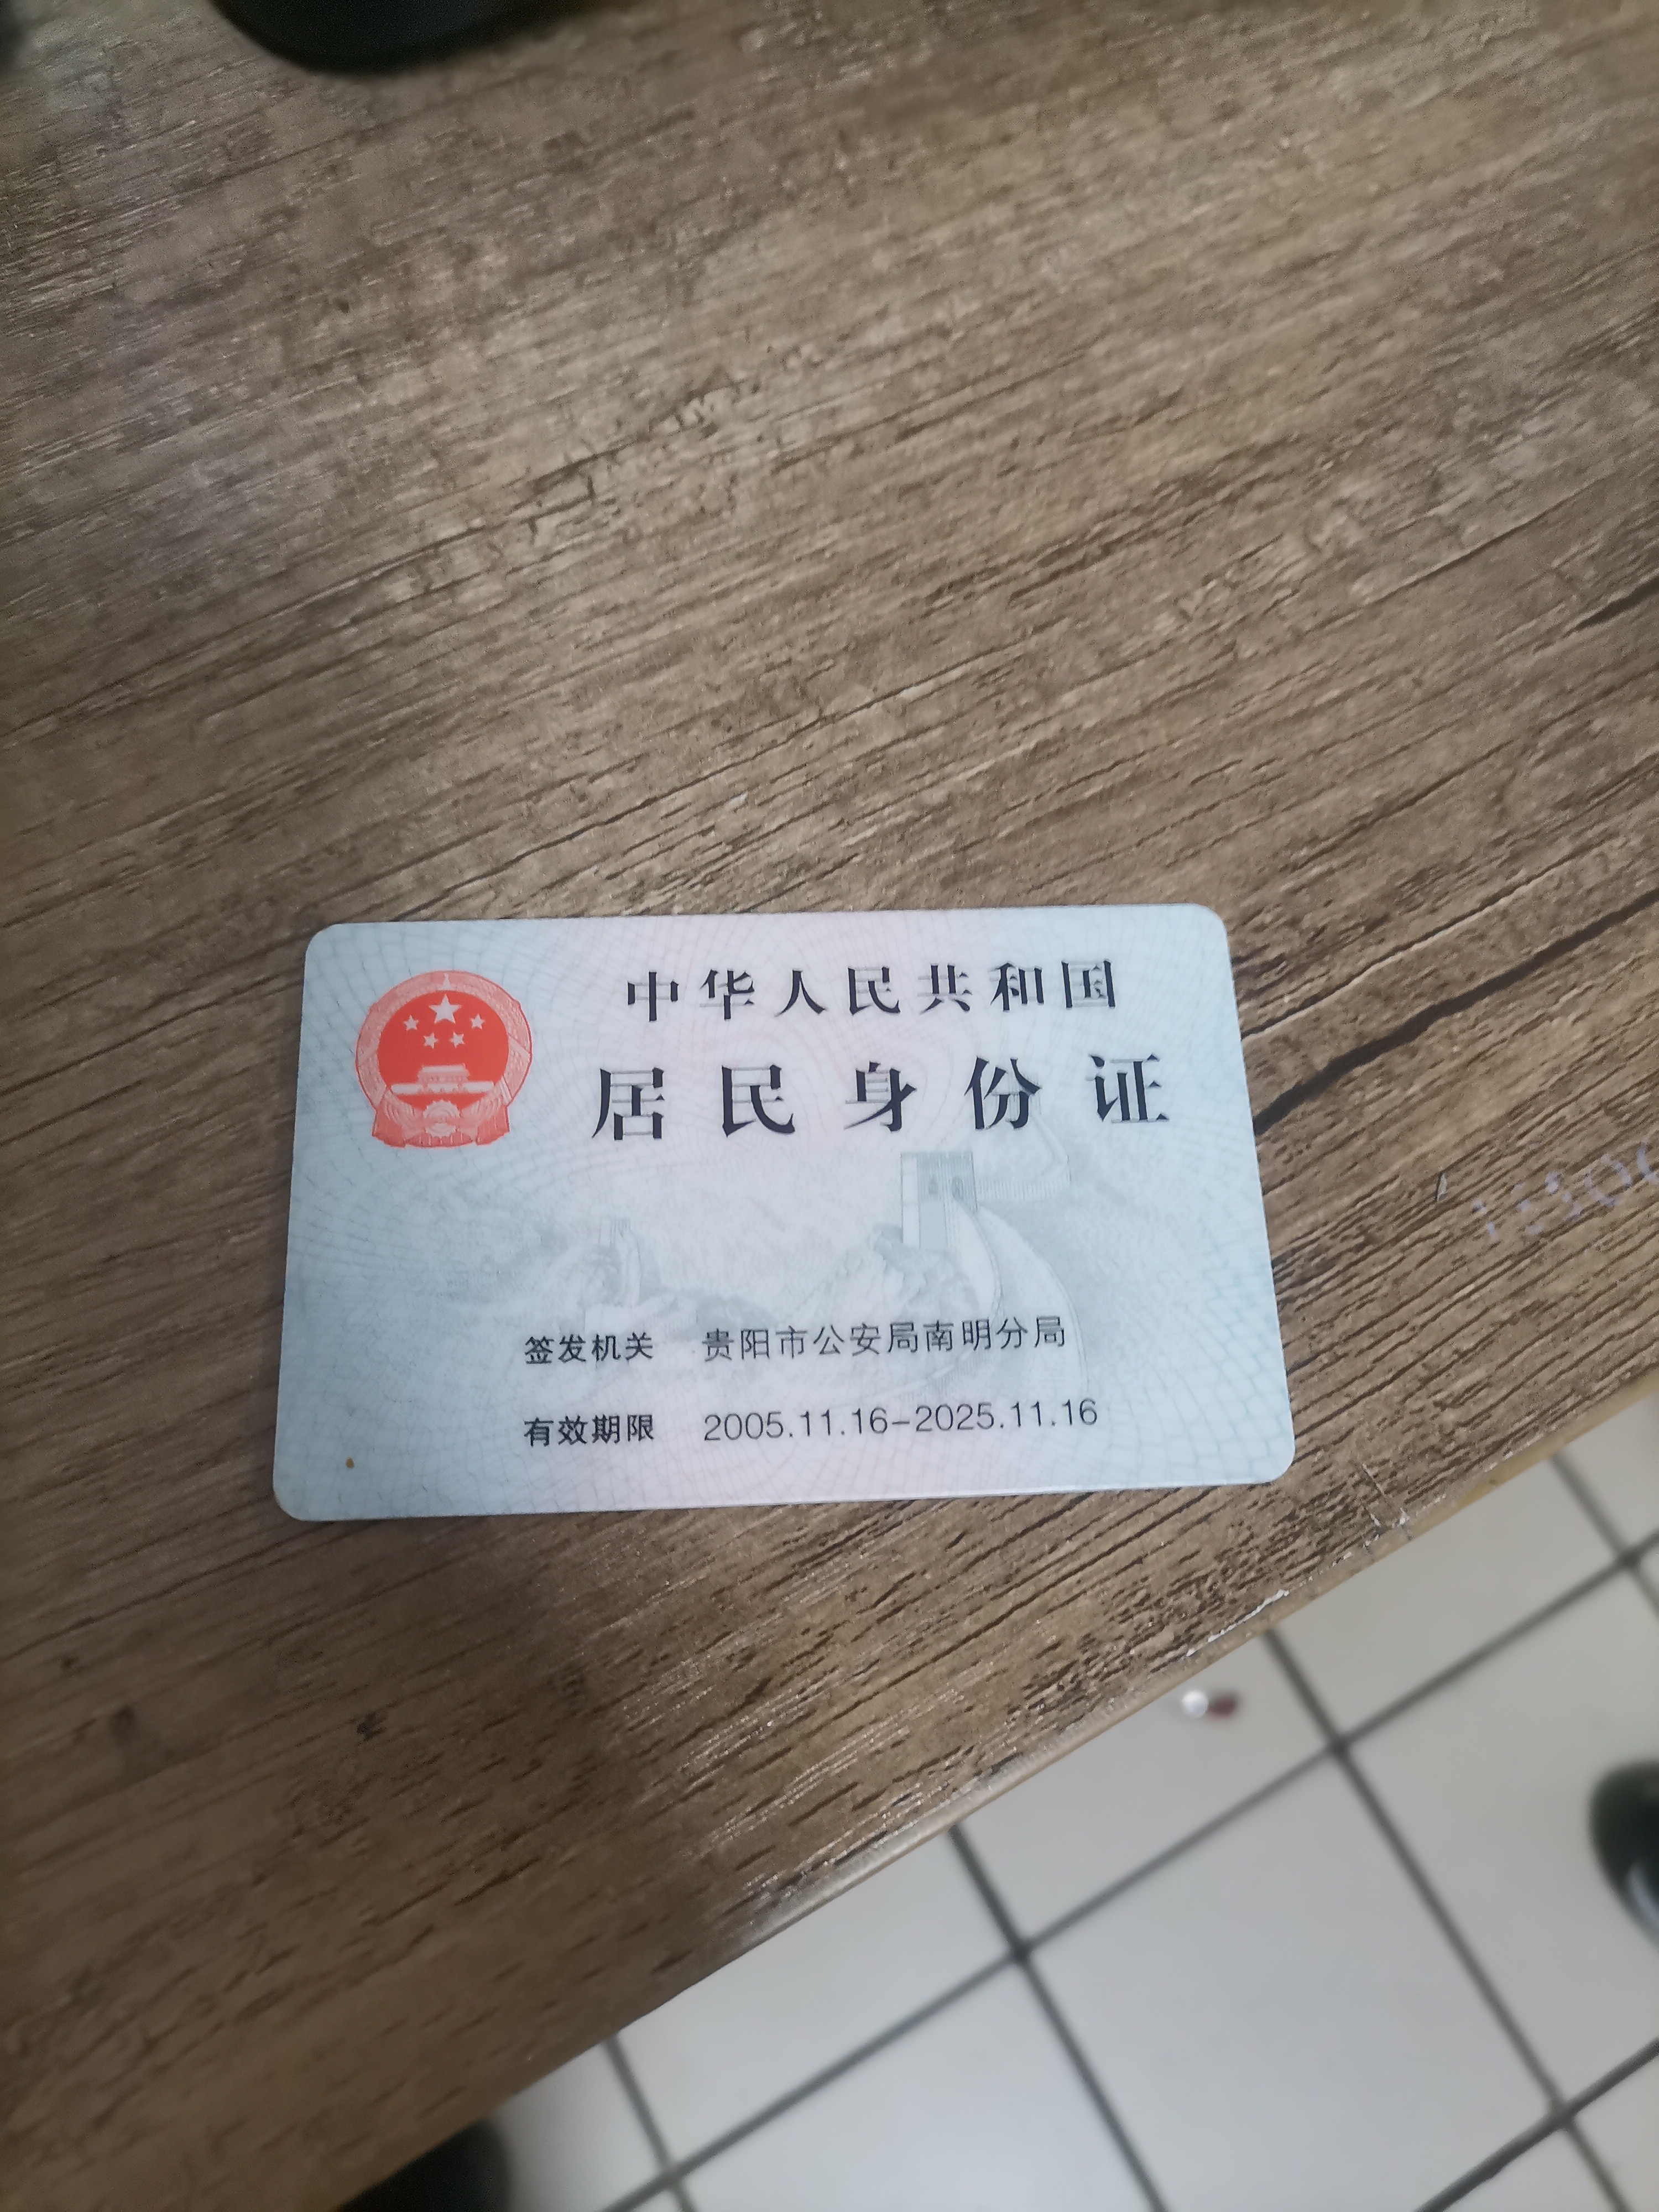 中华人民共和国
居民身份证
签发机关 贵阳市公安局南明分局
有效期限 2005.11.16-2025.11.16